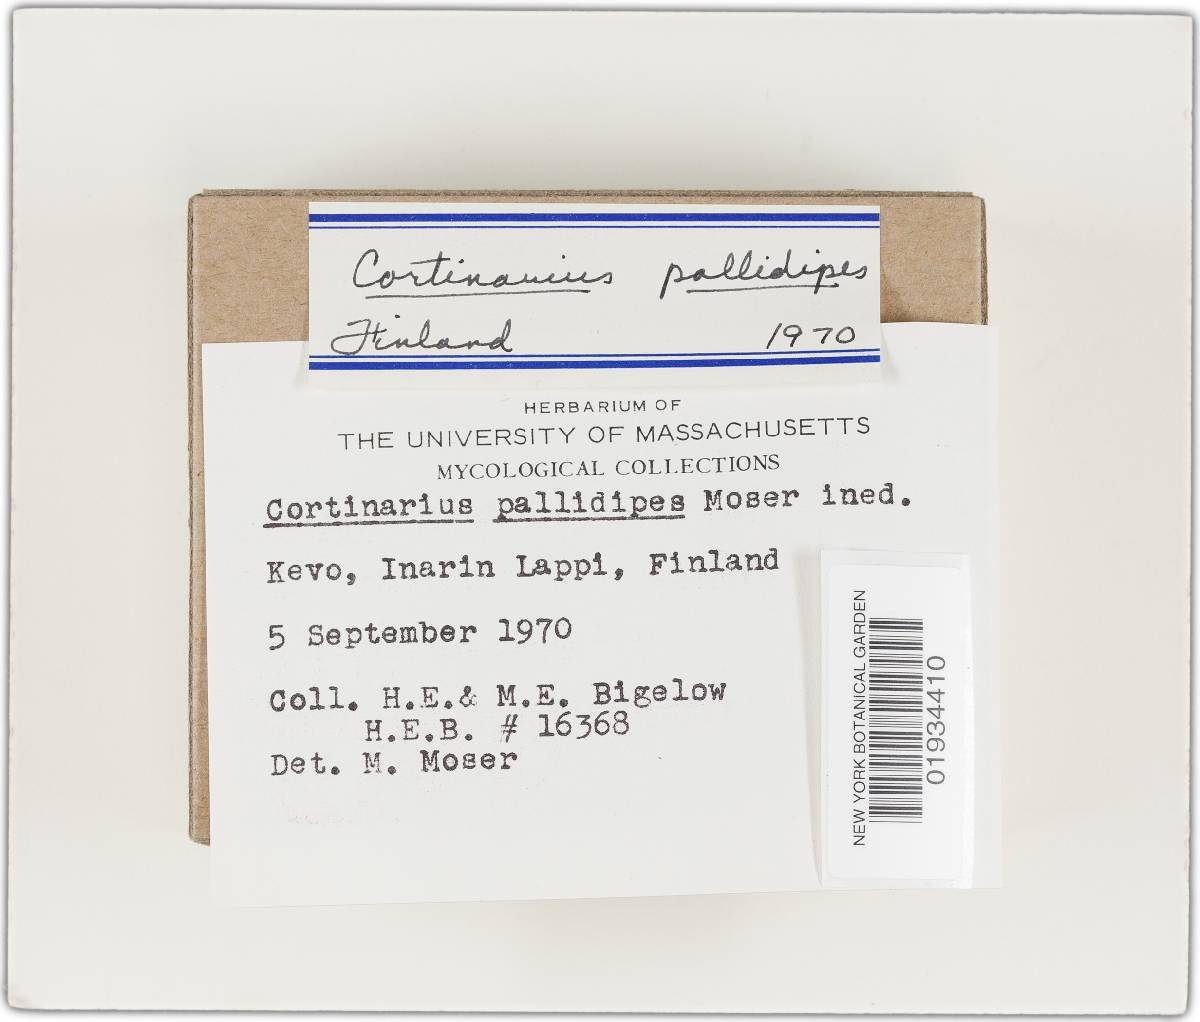 Cortinarius pallidipes
Finland 1970
HERBARIUM OF
THE UNIVERSITY OF MASSACHUSETTS
MYCOLOGICAL COLLECTIONS
Cortinarius pallidipes Moser ined.
Kevo, Inarin Lappi, Finland
5 September 1970
Coll. H.E.& M.E. Bigelow
H.E.B. # 16368
Det. M. Moser
NEW YORK BOTANICAL GARDEN
01934410